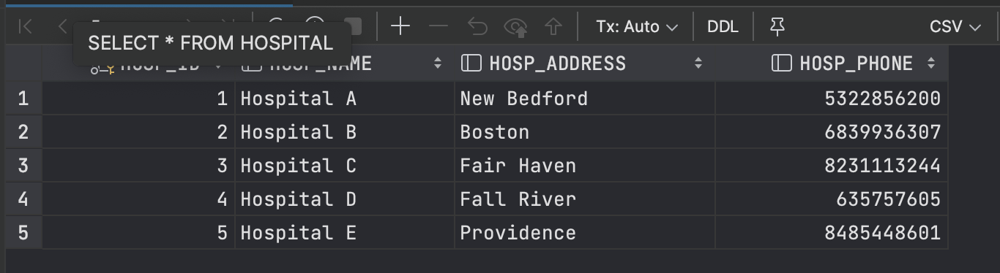 Tx: Auto DDL CSV
SELECT * FROM HOSPITAL
HOSP_ID HOSP_NAME HOSP_ADDRESS HOSP_PHONE
1 1 Hospital A New Bedford 5322856200
2 2 Hospital B Boston 6839936307
3 3 Hospital C Fair Haven 8231113244
4 4 Hospital D Fall River 635757605
5 5 Hospital E Providence 8485448601